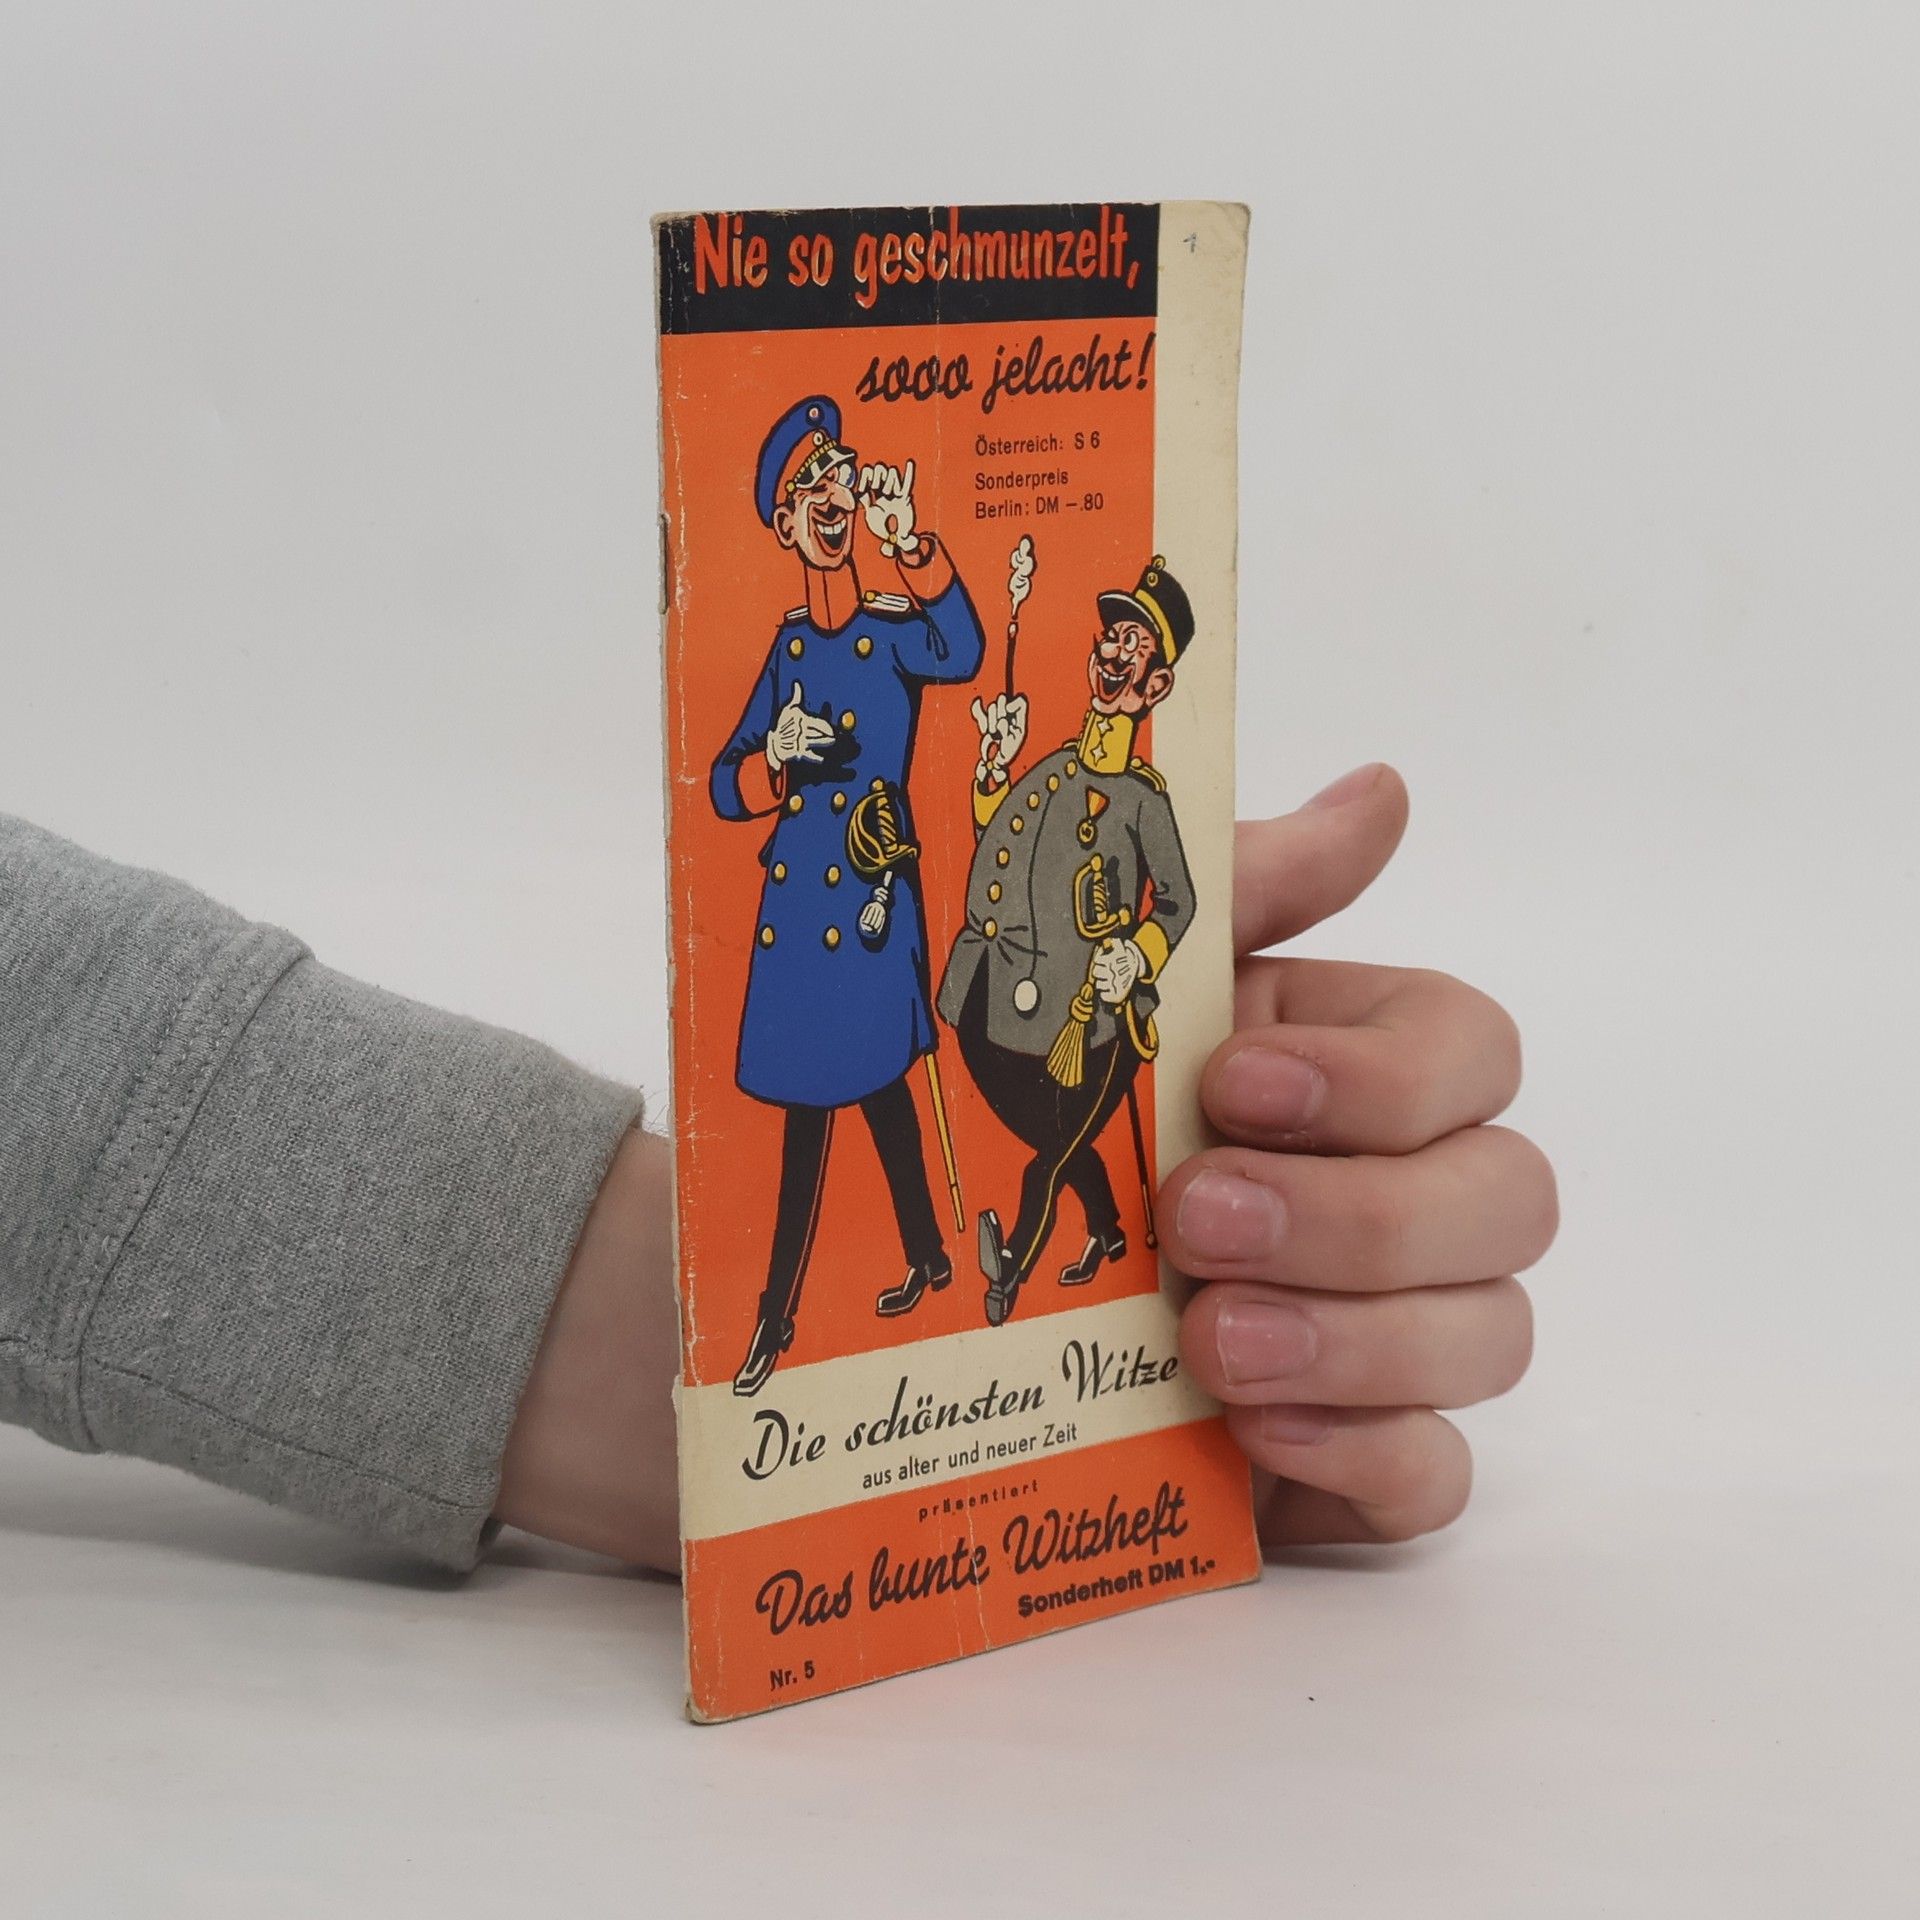 Nie so geschmunzelt,
1
sooo jelacht!
Österreich: S 6
Sonderpreis
Berlin: DM -.80
Die schönsten Witze
aus alter und neuer Zeit
präsentiert
Das bunte Witzheft
Sonderheft DM 1.-
Nr. 5